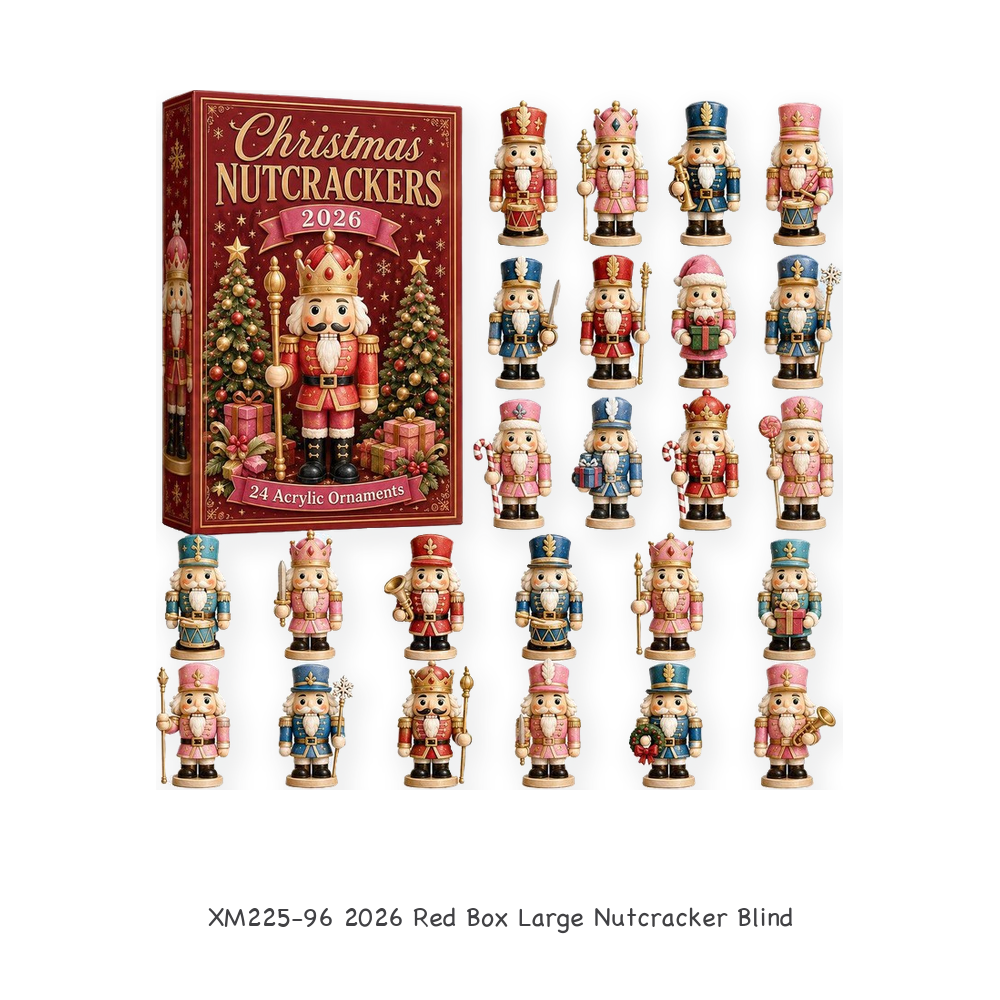 Christmas
NUTCRACKERS
2026
24 Acrylic Ornaments
XM225-96 2026 Red Box Large Nutcracker Blind